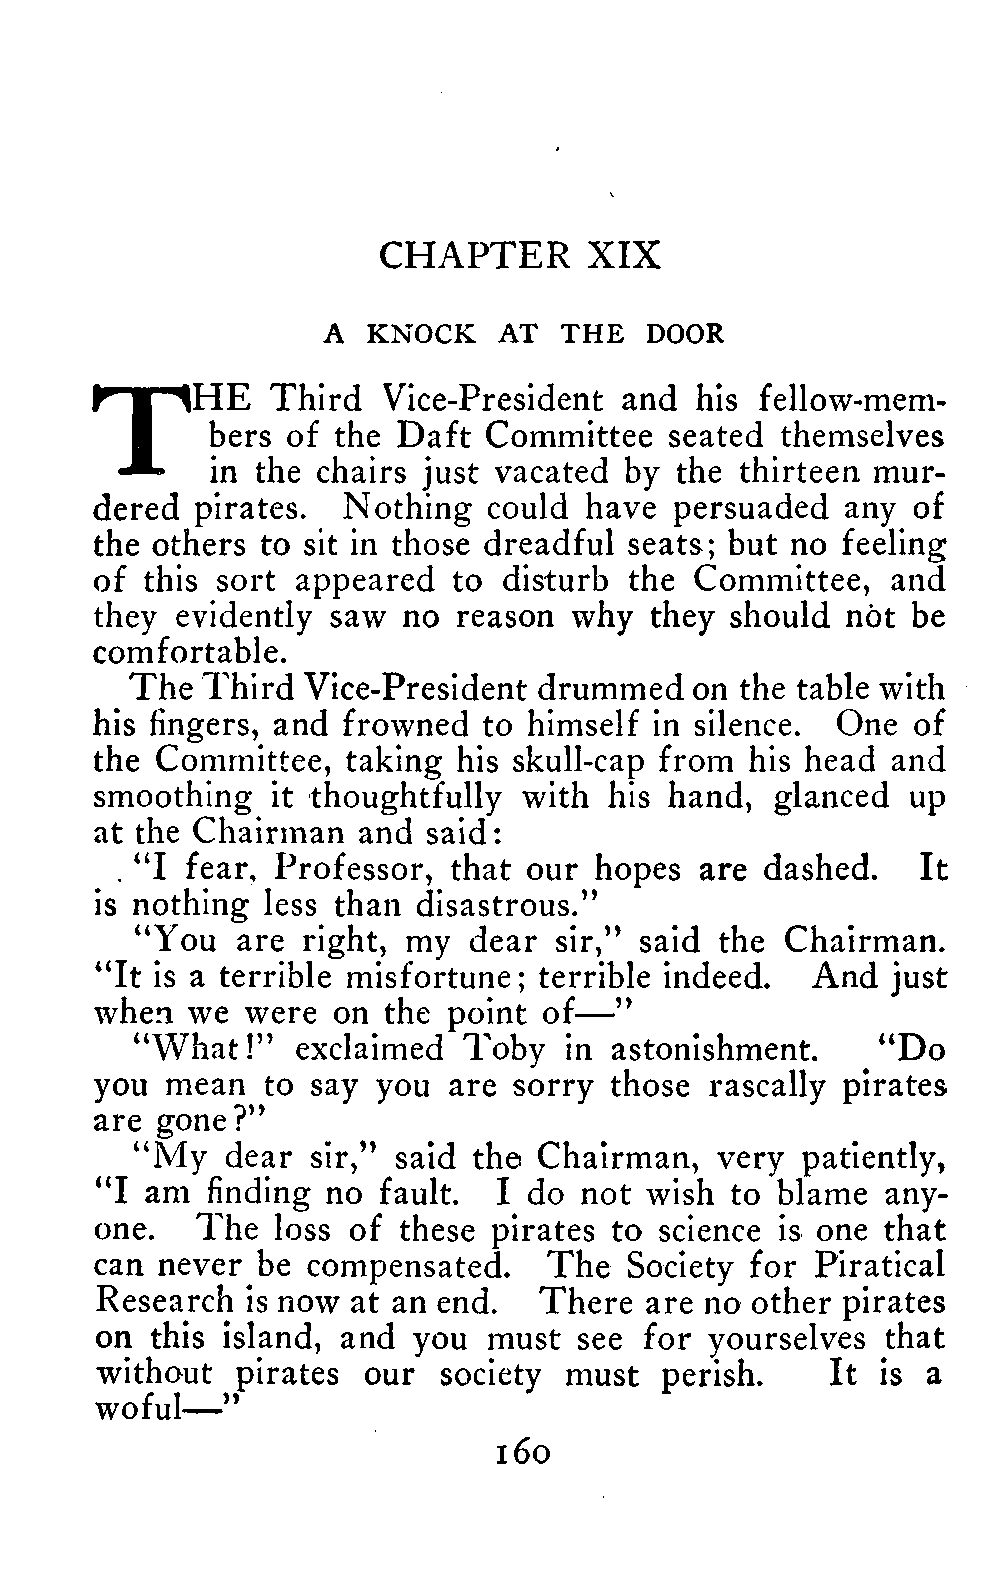 CHAPTER XIX
A KNOCK AT THE DOOR
THE Third Vice-President and his fellow-mem-
bers of the Daft Committee seated themselves
in the chairs just vacated by the thirteen mur-
dered pirates. Nothing could have persuaded any of
the others to sit in those dreadful seats; but no feeling
of this sort appeared to disturb the Committee, and
they evidently saw no reason why they should not be
comfortable.
The Third Vice-President drummed on the table with
his fingers, and frowned to himself in silence. One of
the Committee, taking his skull-cap from his head and
smoothing it thoughtfully with his hand, glanced up
at the Chairman and said:
"I fear, Professor, that our hopes are dashed. It
is nothing less than disastrous."
"You are right, my dear sir," said the Chairman.
"It is a terrible misfortune; terrible indeed. And just
when we were on the point of—"
"What!" exclaimed Toby in astonishment. "Do
you mean to say you are sorry those rascally pirates
are gone?"
"My dear sir," said the Chairman, very patiently,
"I am finding no fault. I do not wish to blame any-
one. The loss of these pirates to science is one that
can never be compensated. The Society for Piratical
Research is now at an end. There are no other pirates
on this island, and you must see for yourselves that
without pirates our society must perish. It is a
woful—"
160